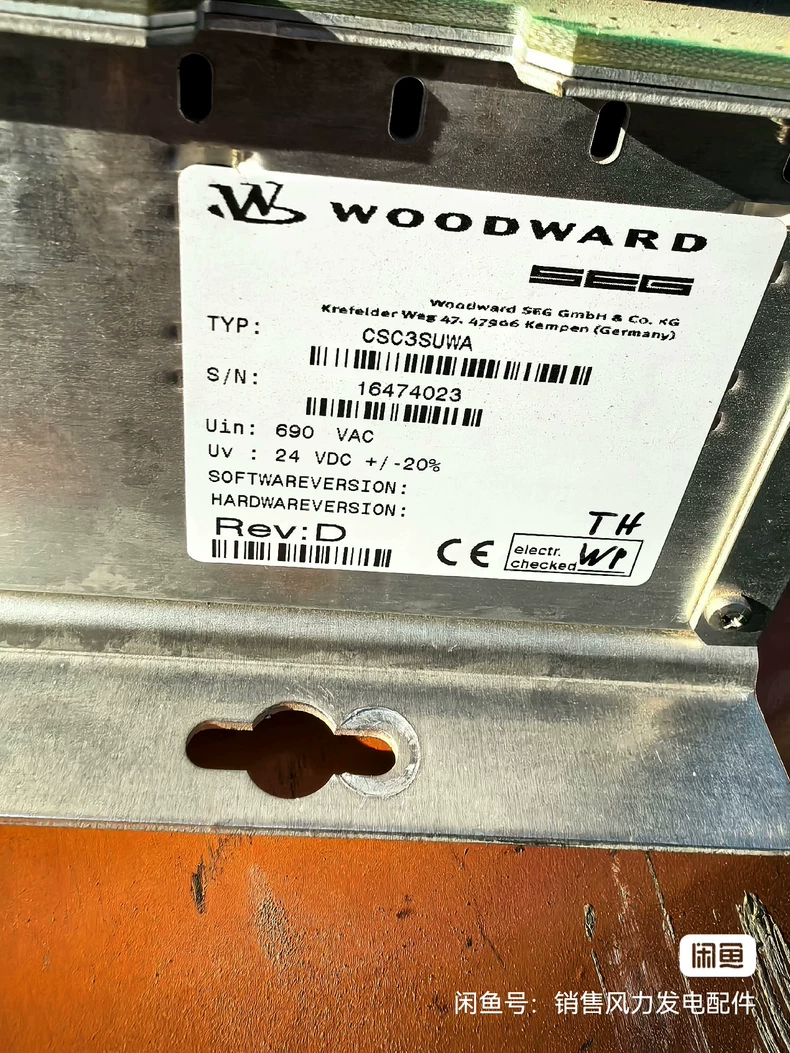 WOODWARD
SEG
Woodward SEG GmbH & Co. KG
Krefelder Weg 47. 47906 Kempen (Germany)
TYP: CSC3SUWA
S/N: 16474023
Uin: 690 VAC
Uv : 24 VDC +/-20%
SOFTWAREVERSION:
HARDWAREVERSION:
Rev:D
TH
CE
electr. checked WP
闲鱼
闲鱼号：销售风力发电配件